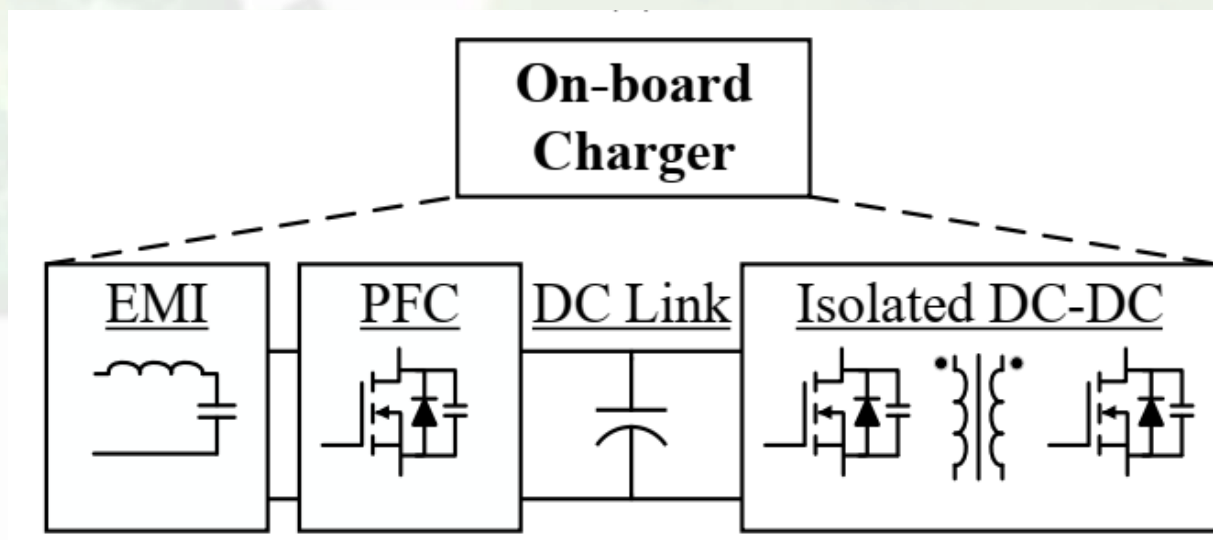 On-board
Charger
EMI
PFC
DC Link
Isolated DC-DC